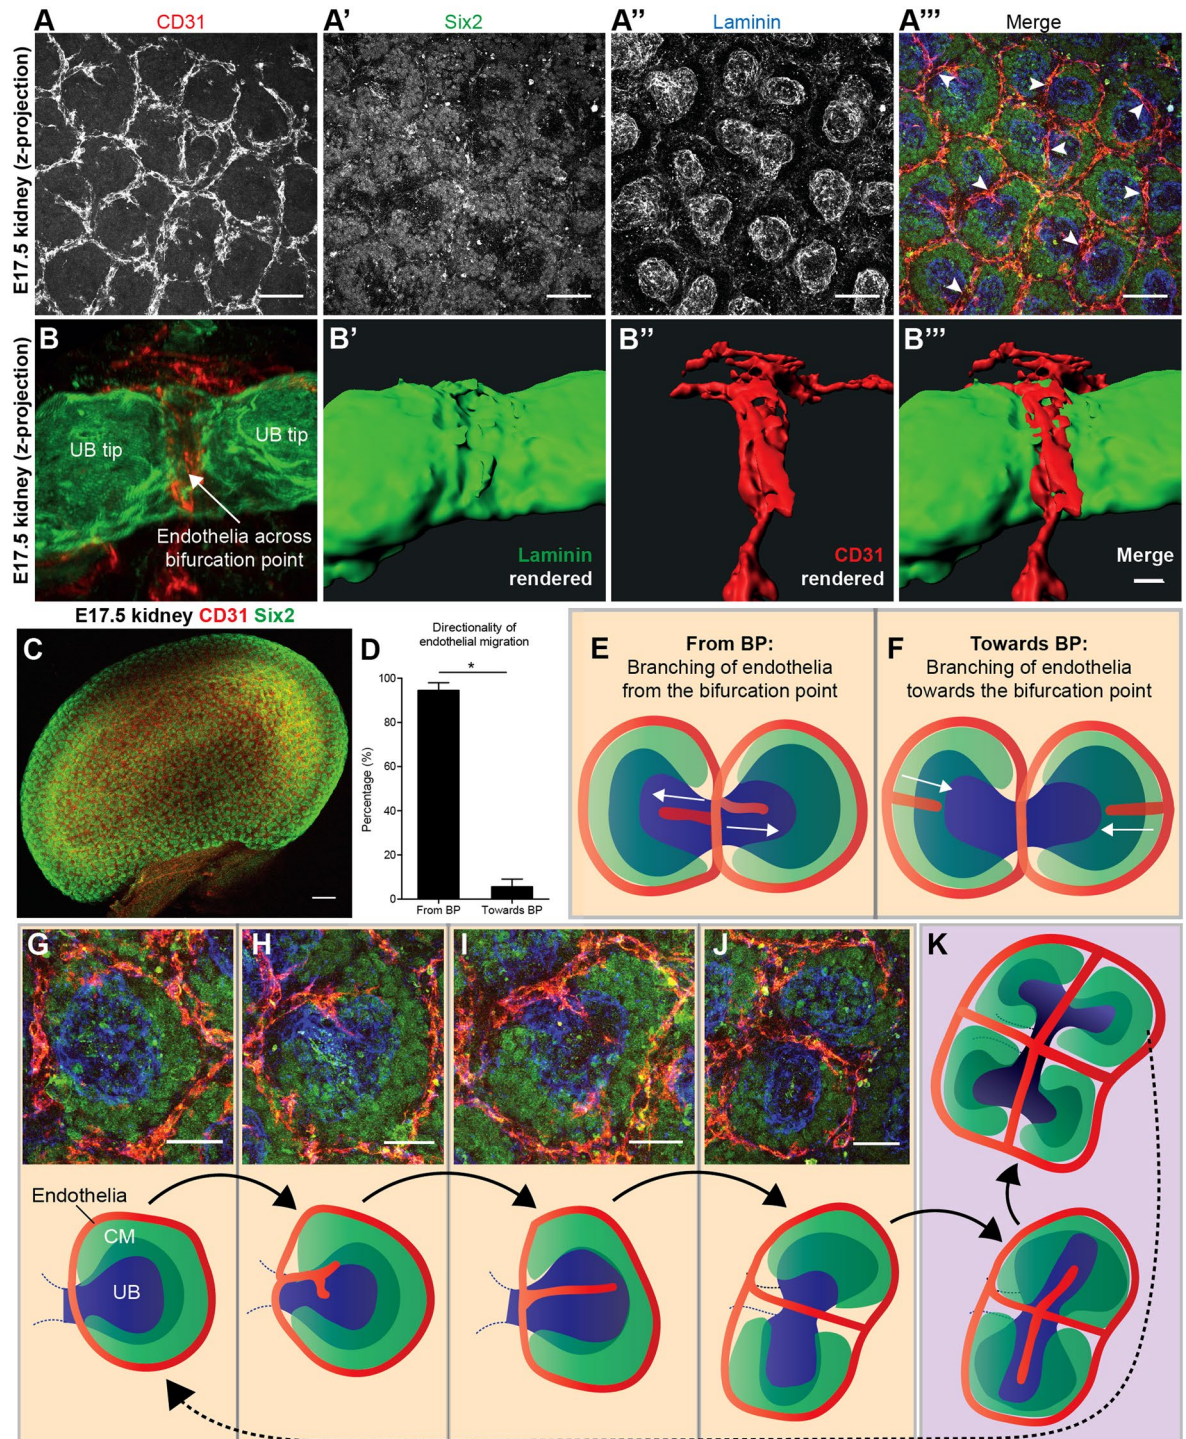 A
CD31
A'
Six2
A''
Laminin
A'''
Merge
E17.5 kidney (z-projection)
B
UB tip
UB tip
Endothelia across
bifurcation point
B'
Laminin
rendered
B''
CD31
rendered
B'''
Merge
E17.5 kidney (z-projection)
E17.5 kidney CD31 Six2
C
D
Directionality of
endothelial migration
*
100
80
60
40
20
0
Percentage (%)
From BP
Towards BP
E
From BP:
Branching of endothelia
from the bifurcation point
F
Towards BP:
Branching of endothelia
towards the bifurcation point
G
H
I
J
K
Endothelia
CM
UB